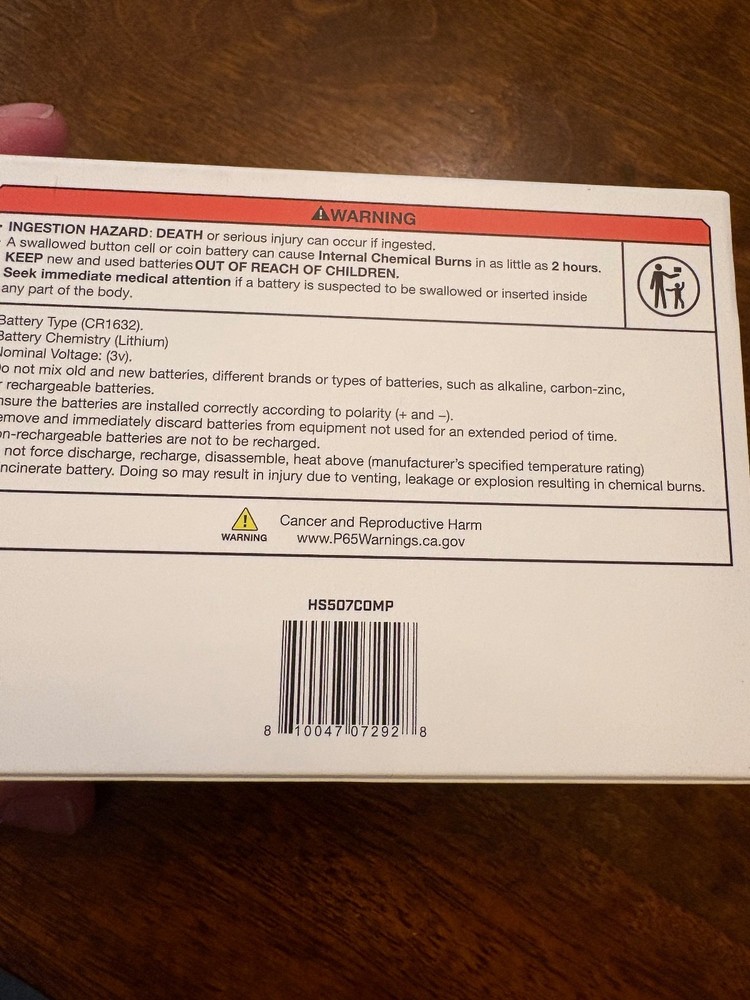 WARNING
INGESTION HAZARD: DEATH or serious injury can occur if ingested.
A swallowed button cell or coin battery can cause Internal Chemical Burns in as little as 2 hours.
KEEP new and used batteries OUT OF REACH OF CHILDREN.
Seek immediate medical attention if a battery is suspected to be swallowed or inserted inside
any part of the body.
Battery Type (CR1632).
Battery Chemistry (Lithium)
Nominal Voltage: (3v).
Do not mix old and new batteries, different brands or types of batteries, such as alkaline, carbon-zinc,
r rechargeable batteries.
nsure the batteries are installed correctly according to polarity (+ and –).
emove and immediately discard batteries from equipment not used for an extended period of time.
on-rechargeable batteries are not to be recharged.
not force discharge, recharge, disassemble, heat above (manufacturer's specified temperature rating)
ncinerate battery. Doing so may result in injury due to venting, leakage or explosion resulting in chemical burns.
WARNING
Cancer and Reproductive Harm
www.P65Warnings.ca.gov
HS507COMP
8 10047 07292 8